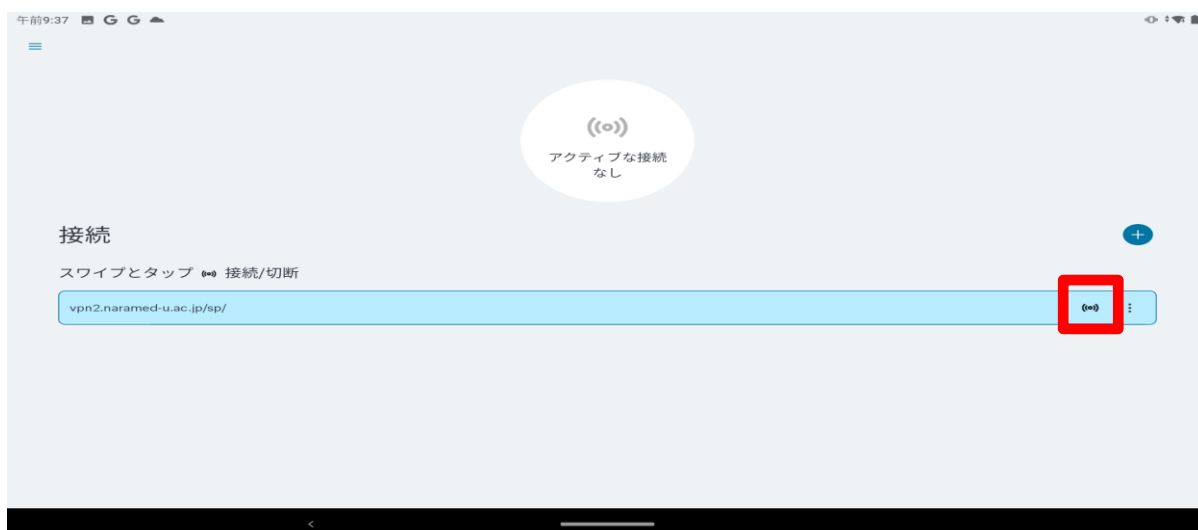 午前9:37 G G
アクティブな接続
なし
接続
スワイプとタップ 接続/切断
vpn2.naramed-u.ac.jp/sp/